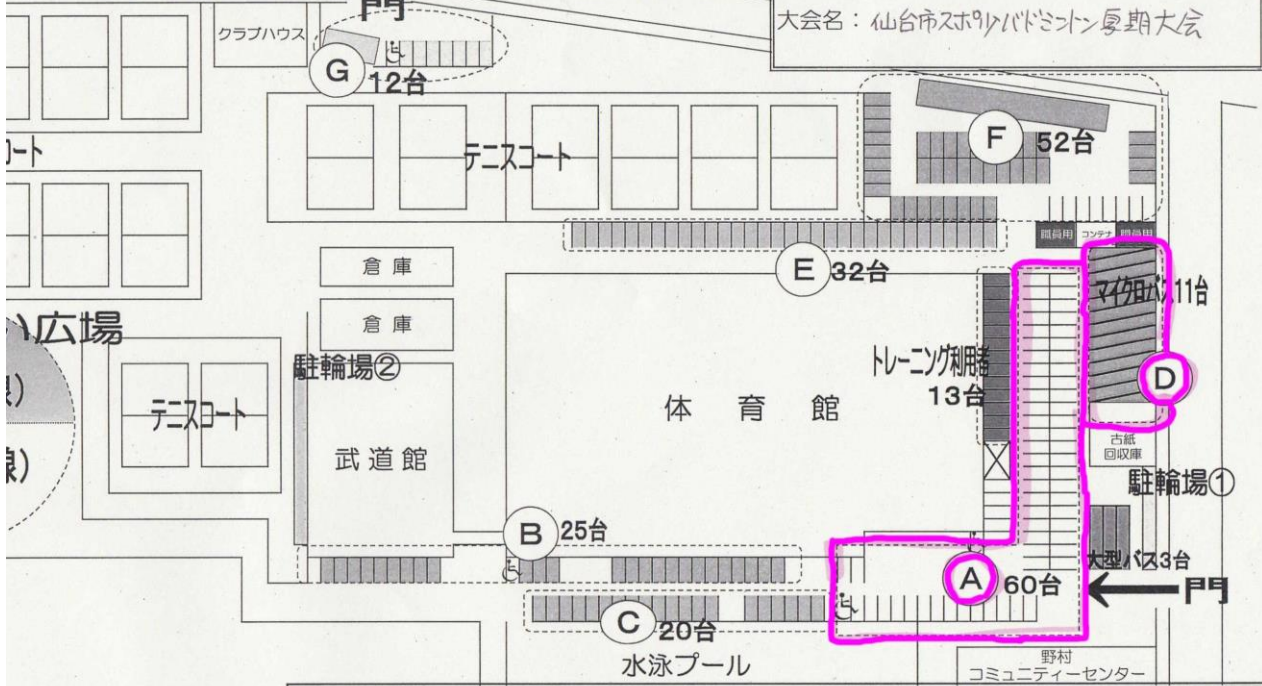 門
大会名：仙台市スポーツバドミントン夏期大会
クラブハウス
G
12台
F
52台
コート
テニスコート
職員用
コンテナ
職員用
倉庫
E
32台
マイクロバス11台
倉庫
広場
駐輪場②
トレーニング利用者
13台
D
線)
テニスコート
体育館
古紙
回収庫
線)
武道館
駐輪場①
B
25台
大型バス3台
A
60台
門
C
20台
水泳プール
野村
コミュニティーセンター